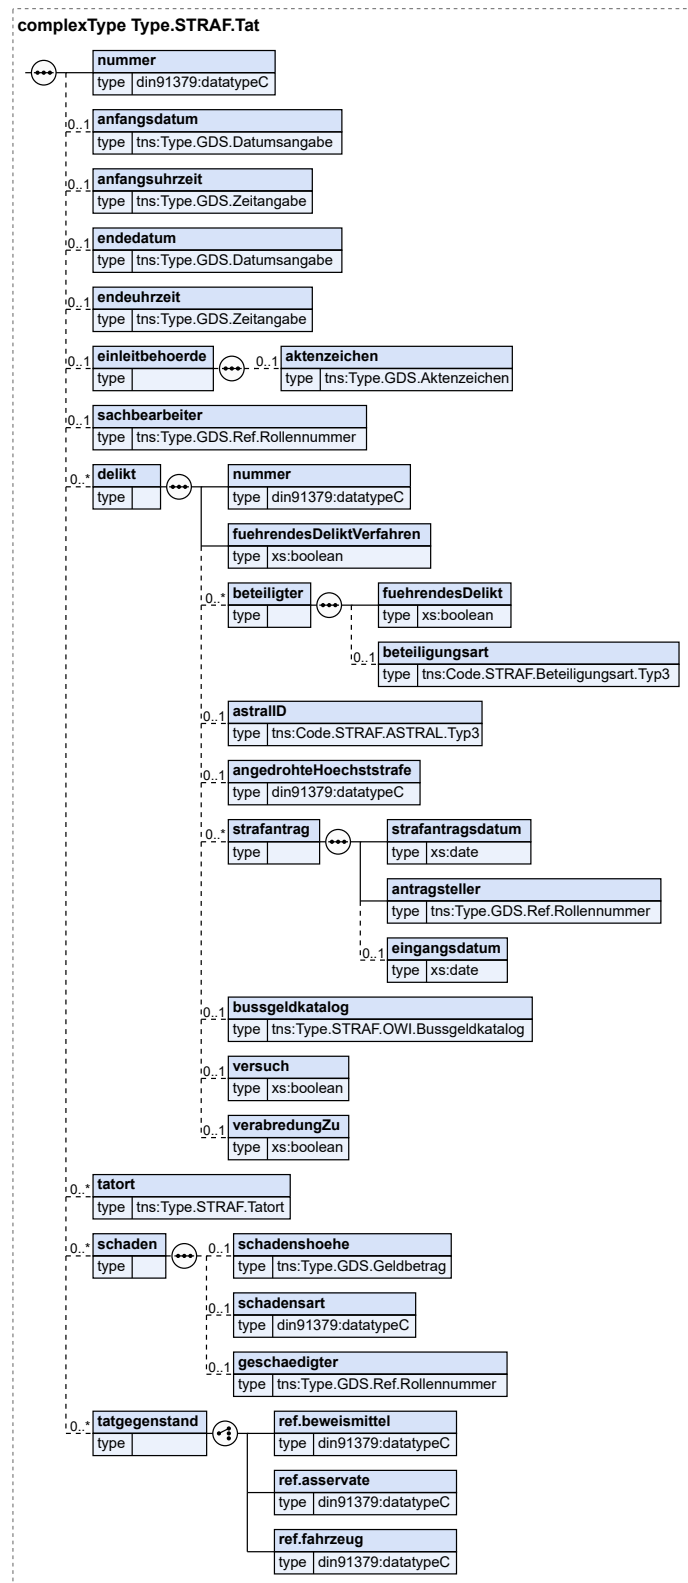 complexType Type.STRAF.Tat
nummer
type din91379:datatypeC
0..1 anfangsdatum
type tns:Type.GDS.Datumsangabe
0..1 anfangsuhrzeit
type tns:Type.GDS.Zeitangabe
0..1 endedatum
type tns:Type.GDS.Datumsangabe
0..1 endeuhrzeit
type tns:Type.GDS.Zeitangabe
0..1 einleitbehoerde 0..1 aktenzeichen
type type tns:Type.GDS.Aktenzeichen
0..1 sachbearbeiter
type tns:Type.GDS.Ref.Rollennummer
0..* delikt nummer
type type din91379:datatypeC
fuehrendesDeliktVerfahren
type xs:boolean
0..* beteiligter fuehrendesDelikt
type type xs:boolean
0..1 beteiligungsart
type tns:Code.STRAF.Beteiligungsart.Typ3
0..1 astralID
type tns:Code.STRAF.ASTRAL.Typ3
0..1 angedrohteHoechststrafe
type din91379:datatypeC
0..* strafantrag strafantragsdatum
type type xs:date
antragsteller
type tns:Type.GDS.Ref.Rollennummer
0..1 eingangsdatum
type xs:date
0..1 bussgeldkatalog
type tns:Type.STRAF.OWI.Bussgeldkatalog
0..1 versuch
type xs:boolean
0..1 verabredungZu
type xs:boolean
0..* tatort
type tns:Type.STRAF.Tatort
0..* schaden 0..1 schadenshoehe
type type tns:Type.GDS.Geldbetrag
0..1 schadensart
type din91379:datatypeC
0..1 geschaedigter
type tns:Type.GDS.Ref.Rollennummer
0..* tatgegenstand ref.beweismittel
type type din91379:datatypeC
ref.asservate
type din91379:datatypeC
ref.fahrzeug
type din91379:datatypeC